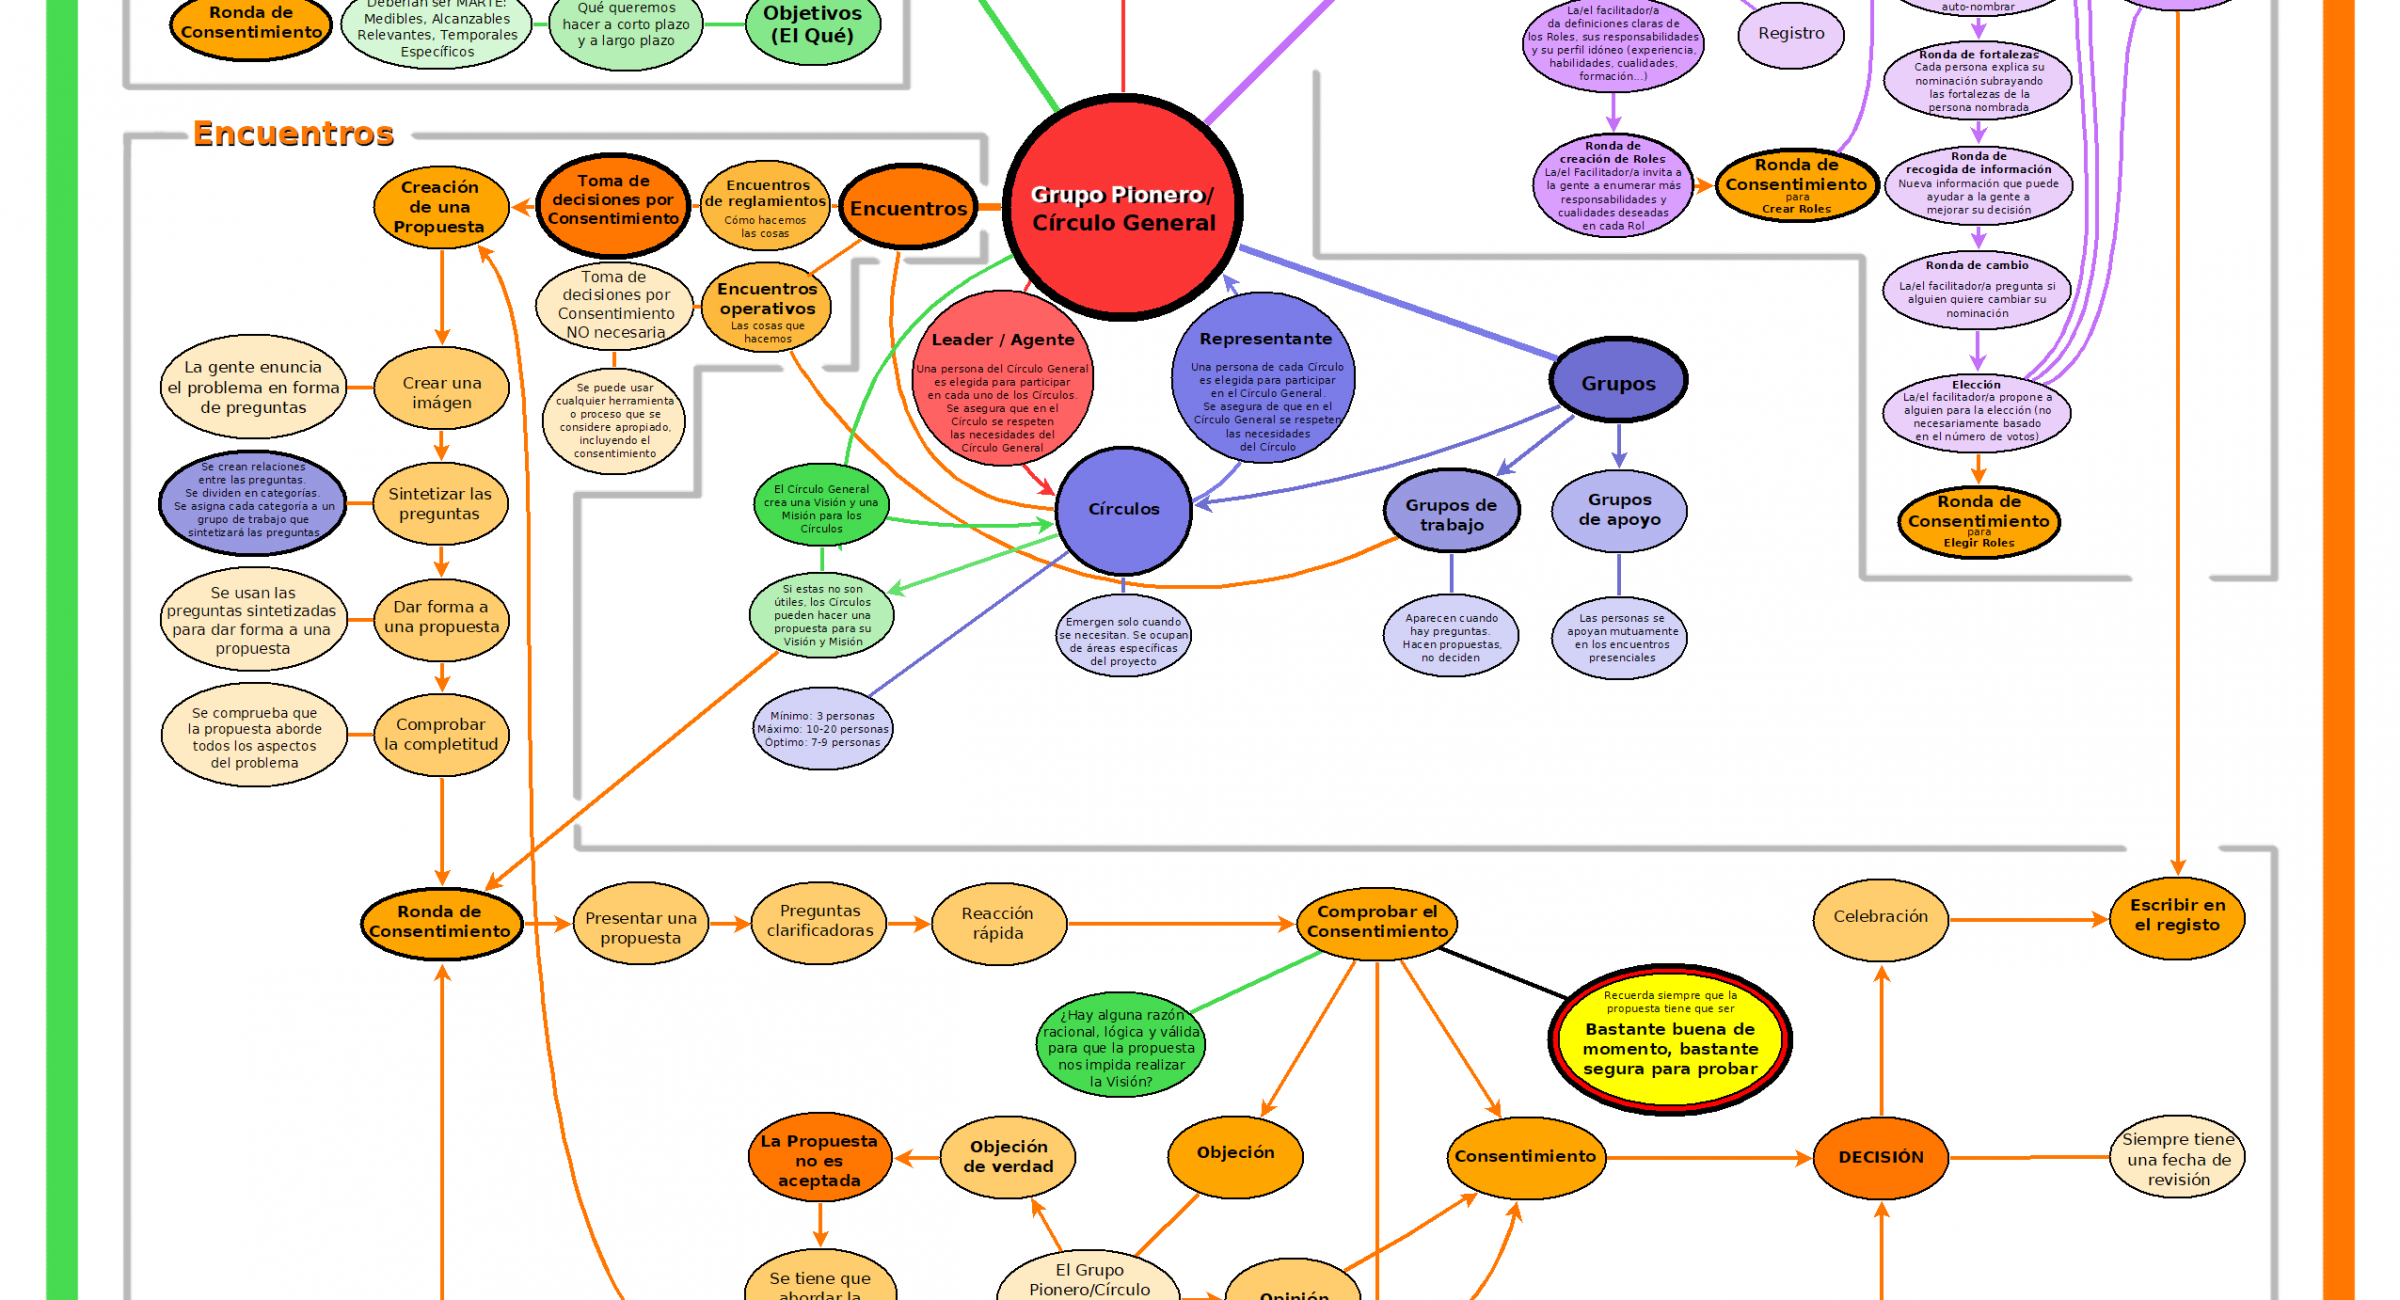 Ronda de
Consentimiento
Deberían ser MARTE:
Medibles, Alcanzables
Relevantes, Temporales
Específicos
Qué queremos
hacer a corto plazo
y a largo plazo
Objetivos
(El Qué)
La/el facilitador/a
da definiciones claras de
los Roles, sus responsabilidades
y su perfil idóneo (experiencia,
habilidades, cualidades,
formación...)
Registro
auto-nombrar
Ronda de fortalezas
Cada persona explica su
nominación subrayando
las fortalezas de la
persona nombrada
Encuentros
Creación
de una
Propuesta
Toma de
decisiones por
Consentimiento
Encuentros
de reglamientos
Cómo hacemos
las cosas
Encuentros
Grupo Pionero/
Círculo General
Ronda de
creación de Roles
La/el Facilitador/a invita a
la gente a enumerar más
responsabilidades y
cualidades deseadas
en cada Rol
Ronda de
Consentimiento
para
Crear Roles
Ronda de
recogida de información
Nueva información que puede
ayudar a la gente a
mejorar su decisión
Toma de
decisiones por
Consentimiento
NO necesaria
Encuentros
operativos
Las cosas que
hacemos
Ronda de cambio
La/el facilitador/a pregunta si
alguien quiere cambiar su
nominación
Leader / Agente
Una persona del Círculo General
es elegida para participar
en cada uno de los Círculos.
Se asegura de que en el
Círculo se respeten
las necesidades del
Círculo General
Representante
Una persona de cada Círculo
es elegida para participar
en el Círculo General.
Se asegura de que en el
Círculo General se respeten
las necesidades
del Círculo
Grupos
La gente enuncia
el problema en forma
de preguntas
Crear una
imágen
Se puede usar
cualquier herramienta
o proceso que se
considere apropiado,
incluyendo el
consentimiento
Elección
La/el facilitador/a propone a
alguien para la elección (no
necesariamente basado
en el número de votos)
Se crean relaciones
entre las preguntas.
Se dividen en categorías.
Se asigna cada categoría a un
grupo de trabajo que
sintetizará las preguntas
Sintetizar las
preguntas
El Círculo General
crea una Visión y una
Misión para los
Círculos
Círculos
Grupos de
trabajo
Grupos
de apoyo
Ronda de
Consentimiento
para
Elegir Roles
Se usan las
preguntas sintetizadas
para dar forma a una
propuesta
Dar forma a
una propuesta
Si estas no son
útiles, los Círculos
pueden hacer una
propuesta para su
Visión y Misión
Emergen solo cuando
se necesitan. Se ocupan
de áreas específicas
del proyecto
Aparecen cuando
hay preguntas.
Hacen propuestas,
no deciden
Las personas se
apoyan mutuamente
en los encuentros
presenciales
Se comprueba que
la propuesta aborde
todos los aspectos
del problema
Comprobar
la completitud
Mínimo: 3 personas
Máximo: 10-20 personas
Óptimo: 7-9 personas
Ronda de
Consentimiento
Presentar una
propuesta
Preguntas
clarificadoras
Reacción
rápida
Comprobar el
Consentimiento
Celebración
Escribir en
el registo
¿Hay alguna razón
racional, lógica y válida
para que la propuesta
nos impida realizar
la Visión?
Recuerda siempre que la
propuesta tiene que ser
Bastante buena de
momento, bastante
segura para probar
La Propuesta
no es
aceptada
Objeción
de verdad
Objeción
Consentimiento
DECISIÓN
Siempre tiene
una fecha de
revisión
Se tiene que
abordar la
El Grupo
Pionero/Círculo
Opinión